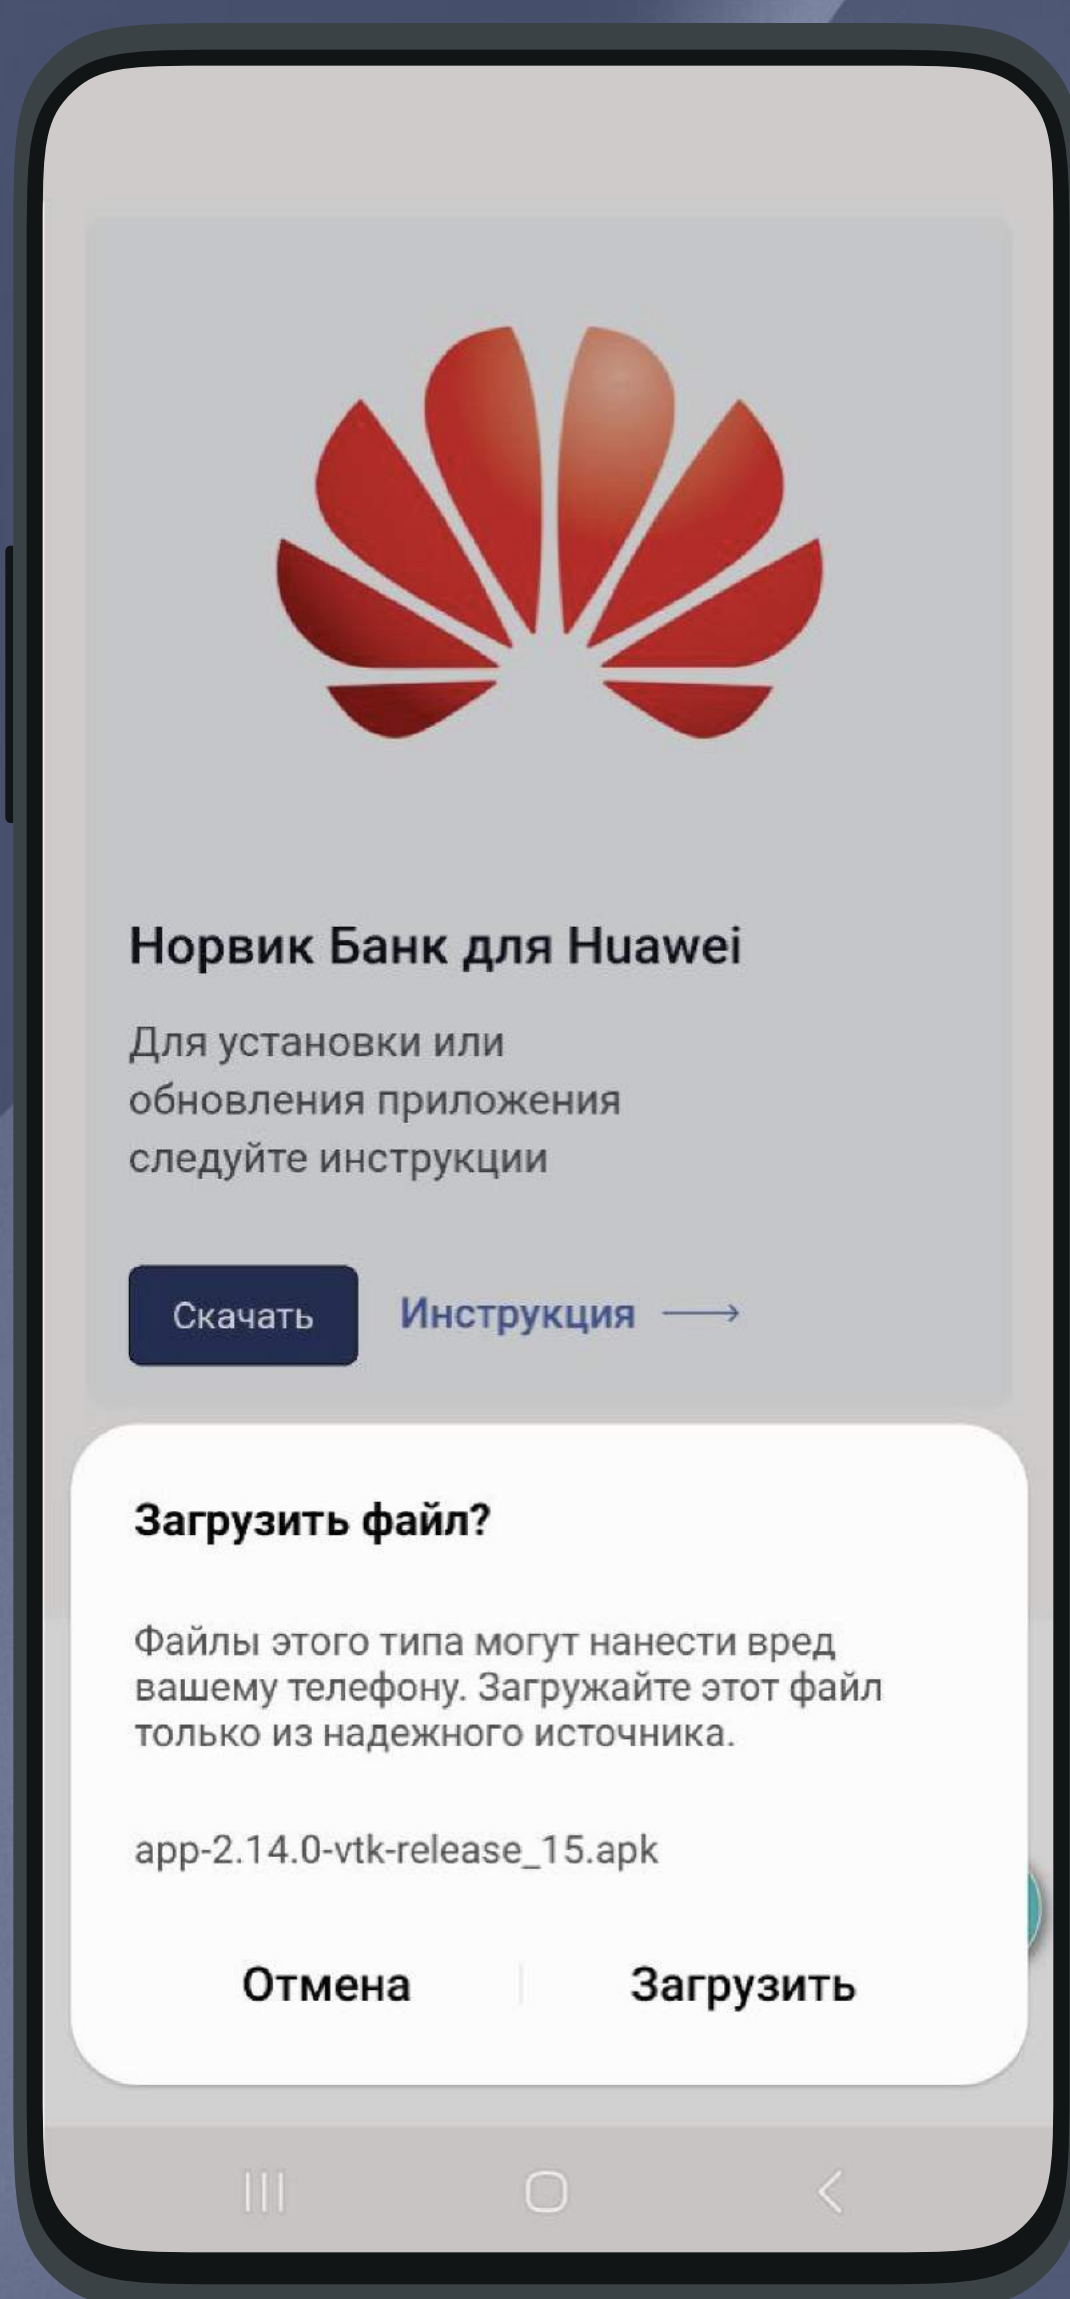 Норвик Банк для Huawei
Для установки или
обновления приложения
следуйте инструкции
Скачать
Инструкция
Загрузить файл?
Файлы этого типа могут нанести вред
вашему телефону. Загружайте этот файл
только из надежного источника.
app-2.14.0-vtk-release_15.apk
Отмена
Загрузить